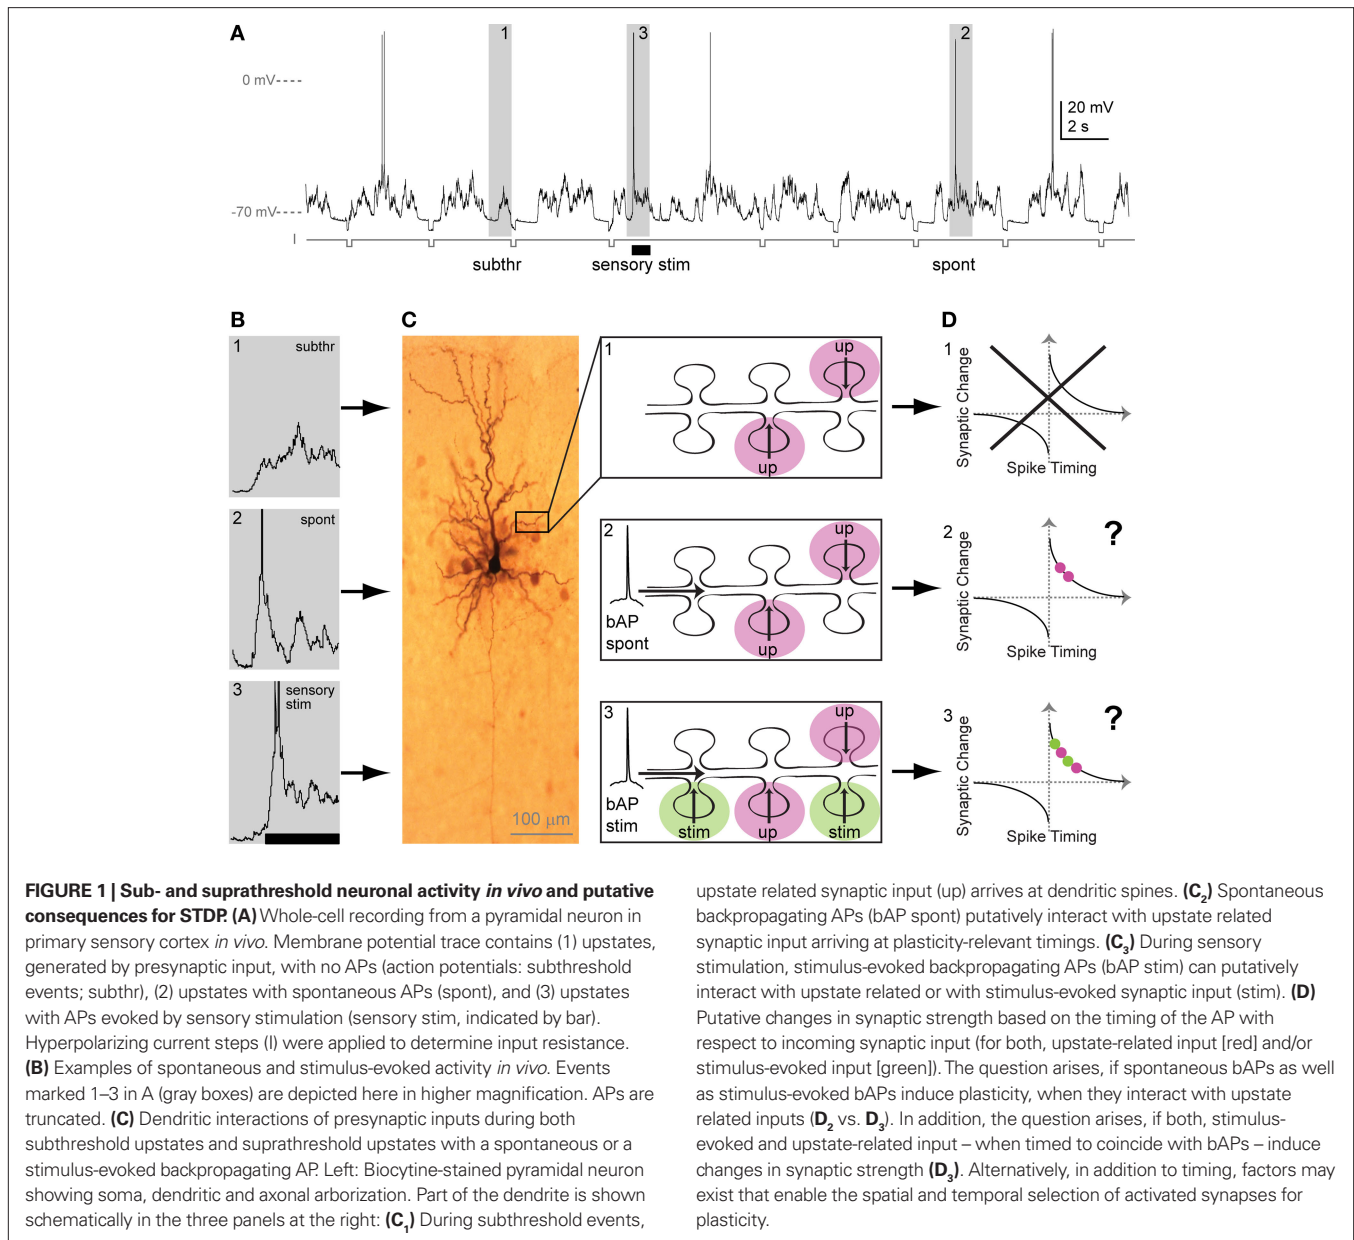 A
1
3
2
0 mV
20 mV
2 s
-70 mV
I
subthr
sensory stim
spont
B
C
D
1
subthr
2
spont
3
sensory
stim
100 μm
1
up
up
2
up
bAP
spont
up
3
up
bAP
stim
stim
up
stim
1
Synaptic Change
Spike Timing
2
?
Synaptic Change
Spike Timing
3
?
Synaptic Change
Spike Timing
FIGURE 1 | Sub- and suprathreshold neuronal activity in vivo and putative
consequences for STDP. (A) Whole-cell recording from a pyramidal neuron in
primary sensory cortex in vivo. Membrane potential trace contains (1) upstates,
generated by presynaptic input, with no APs (action potentials: subthreshold
events; subthr), (2) upstates with spontaneous APs (spont), and (3) upstates
with APs evoked by sensory stimulation (sensory stim, indicated by bar).
Hyperpolarizing current steps (I) were applied to determine input resistance.
(B) Examples of spontaneous and stimulus-evoked activity in vivo. Events
marked 1–3 in A (gray boxes) are depicted here in higher magnification. APs are
truncated. (C) Dendritic interactions of presynaptic inputs during both
subthreshold upstates and suprathreshold upstates with a spontaneous or a
stimulus-evoked backpropagating AP. Left: Biocytine-stained pyramidal neuron
showing soma, dendritic and axonal arborization. Part of the dendrite is shown
schematically in the three panels at the right: (C1) During subthreshold events,
upstate related synaptic input (up) arrives at dendritic spines. (C2) Spontaneous
backpropagating APs (bAP spont) putatively interact with upstate related
synaptic input arriving at plasticity-relevant timings. (C3) During sensory
stimulation, stimulus-evoked backpropagating APs (bAP stim) can putatively
interact with upstate related or with stimulus-evoked synaptic input (stim). (D)
Putative changes in synaptic strength based on the timing of the AP with
respect to incoming synaptic input (for both, upstate-related input [red] and/or
stimulus-evoked input [green]). The question arises, if spontaneous bAPs as well
as stimulus-evoked bAPs induce plasticity, when they interact with upstate
related inputs (D2 vs. D3). In addition, the question arises, if both, stimulus-
evoked and upstate-related input – when timed to coincide with bAPs – induce
changes in synaptic strength (D3). Alternatively, in addition to timing, factors may
exist that enable the spatial and temporal selection of activated synapses for
plasticity.